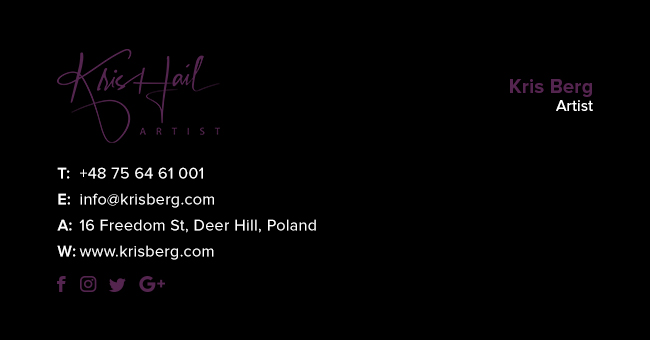 Kris Hail
ARTIST
Kris Berg
Artist
T: +48 75 64 61 001
E: info@krisberg.com
A: 16 Freedom St, Deer Hill, Poland
W: www.krisberg.com
f G+